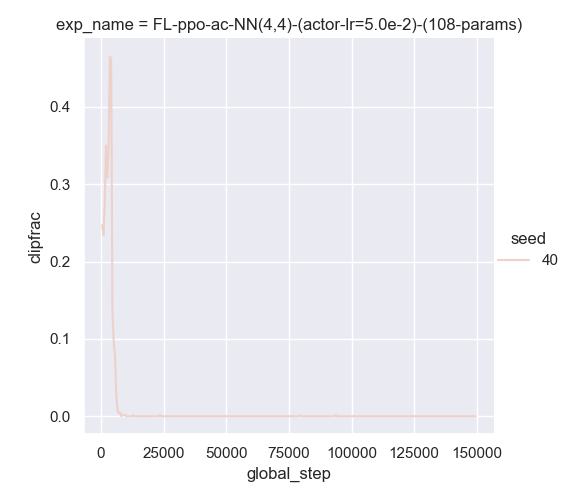 exp_name = FL-ppo-ac-NN(4,4)-(actor-lr=5.0e-2)-(108-params)
0.4
0.3
0.2
0.1
0.0
clipfrac
0 25000 50000 75000 100000 125000 150000
global_step
seed
40